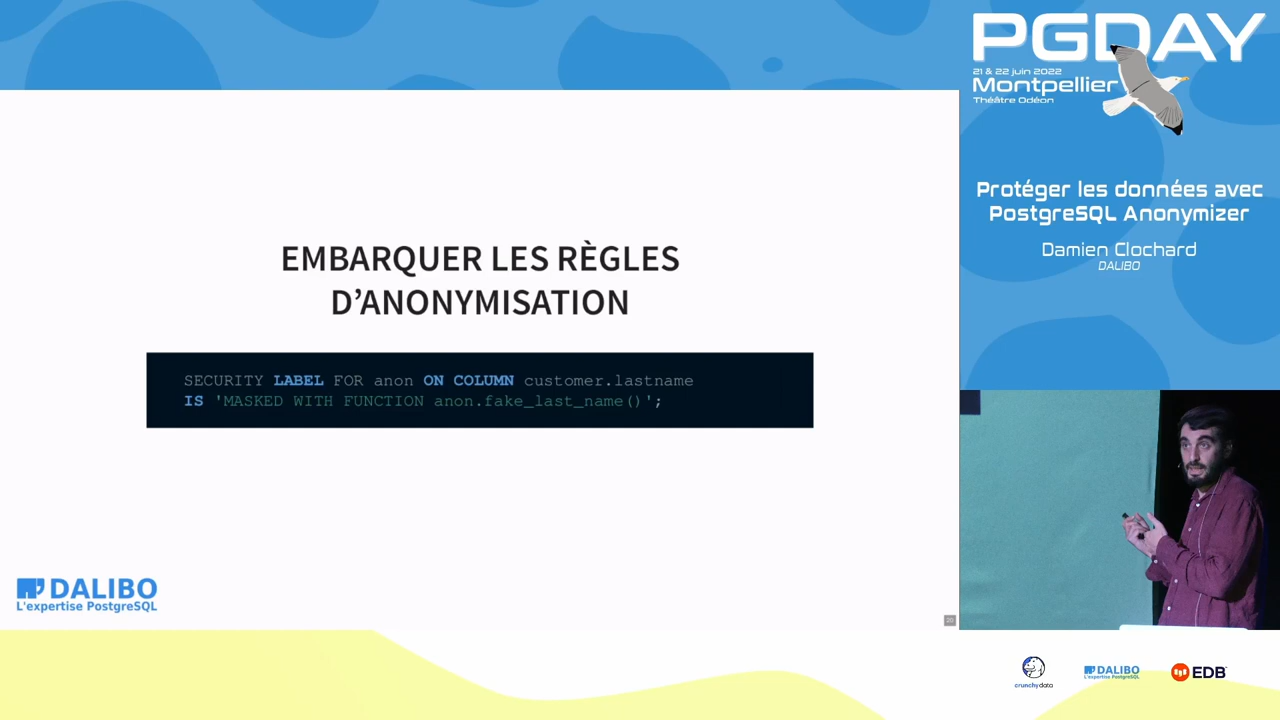 PGDAY
21 & 22 juin 2022
Montpellier
Théâtre Odéon
Protéger les données avec
PostgreSQL Anonymizer
Damien Clochard
DALIBO
EMBARQUER LES RÈGLES
D’ANONYMISATION
SECURITY LABEL FOR anon ON COLUMN customer.lastname
IS 'MASKED WITH FUNCTION anon.fake_last_name()';
DALIBO
L'expertise PostgreSQL
20
crunchydata
DALIBO
L'expertise PostgreSQL
EDB